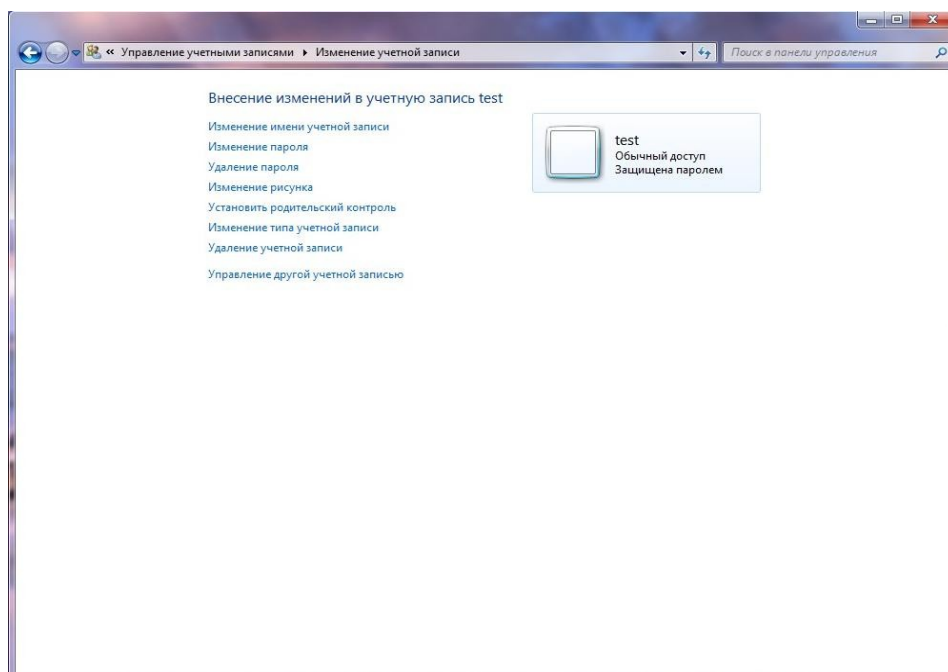 « Управление учетными записями ▸ Изменение учетной записи
Поиск в панели управления
Внесение изменений в учетную запись test
Изменение имени учетной записи
Изменение пароля
Удаление пароля
Изменение рисунка
Установить родительский контроль
Изменение типа учетной записи
Удаление учетной записи
Управление другой учетной записью
test
Обычный доступ
Защищена паролем